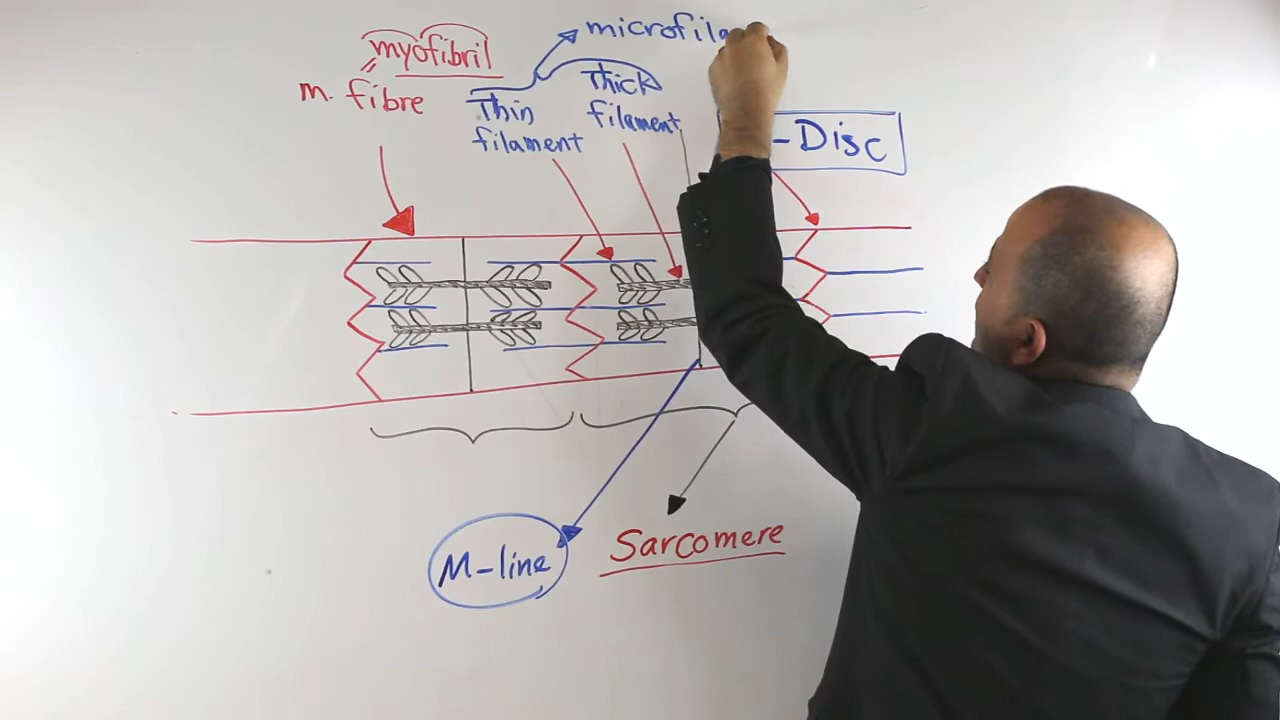 myofibril
m. fibre
microfila
Thin
filament
Thick
filament
-Disc
M-line
Sarcomere